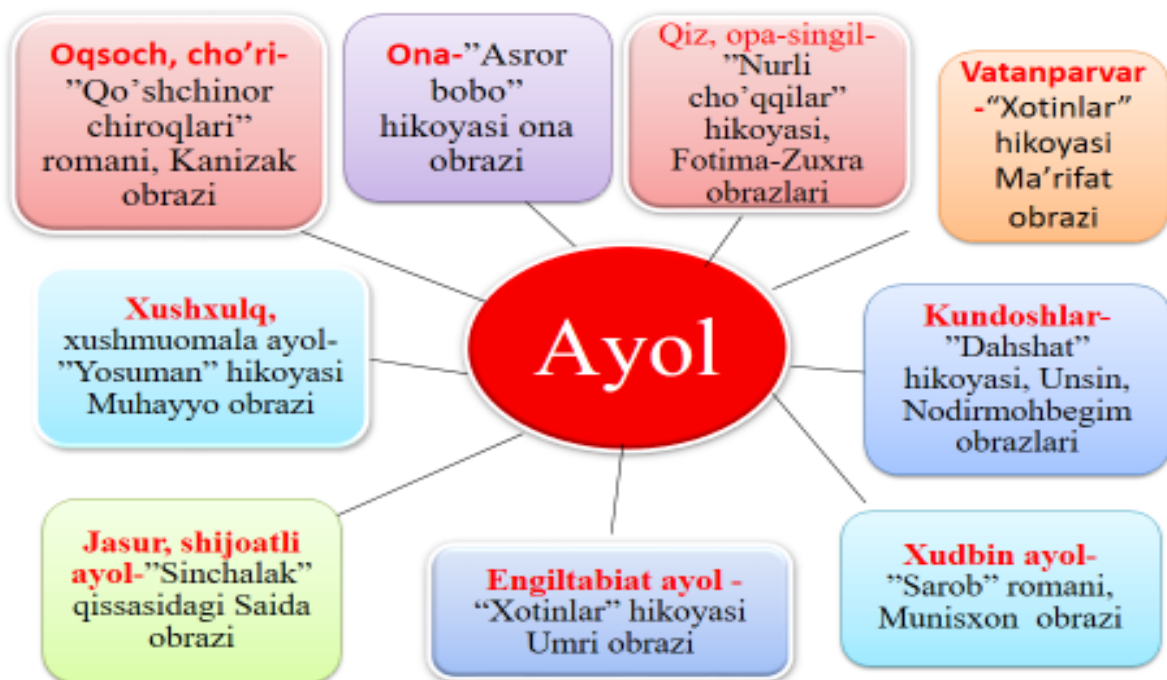 Oqsoch, cho’ri-
”Qo’shchinor
chiroqlari”
romani, Kanizak
obrazi
Ona-”Asror
bobo”
hikoyasi ona
obrazi
Qiz, opa-singil-
”Nurli
cho’qqilar”
hikoyasi,
Fotima-Zuxra
obrazlari
Vatanparvar
-“Xotinlar”
hikoyasi
Ma’rifat
obrazi
Xushxulq,
xushmuomala ayol-
”Yosuman” hikoyasi
Muhayyo obrazi
Ayol
Kundoshlar-
”Dahshat”
hikoyasi, Unsin,
Nodirmohbegim
obrazlari
Jasur, shijoatli
ayol-”Sinchalak”
qissasidagi Saida
obrazi
Engiltabiat ayol -
“Xotinlar” hikoyasi
Umri obrazi
Xudbin ayol-
”Sarob” romani,
Munisxon obrazi